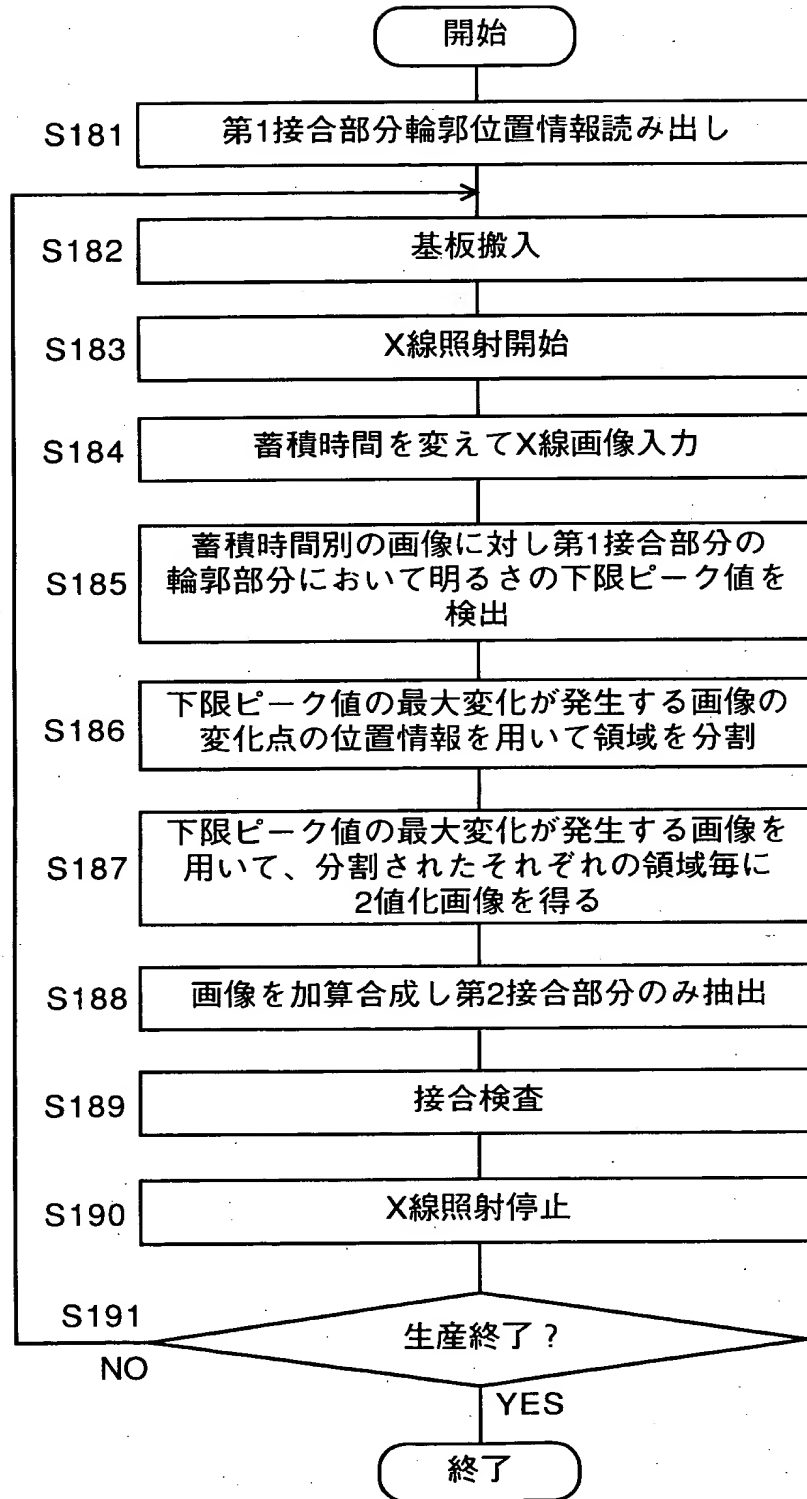 開始
S181
第1接合部分輪郭位置情報読み出し
S182
基板搬入
S183
X線照射開始
S184
蓄積時間を変えてX線画像入力
S185
蓄積時間別の画像に対し第1接合部分の
輪郭部分において明るさの下限ピーク値を
検出
S186
下限ピーク値の最大変化が発生する画像の
変化点の位置情報を用いて領域を分割
S187
下限ピーク値の最大変化が発生する画像を
用いて、分割されたそれぞれの領域毎に
2値化画像を得る
S188
画像を加算合成し第2接合部分のみ抽出
S189
接合検査
S190
X線照射停止
S191
生産終了?
NO
YES
終了